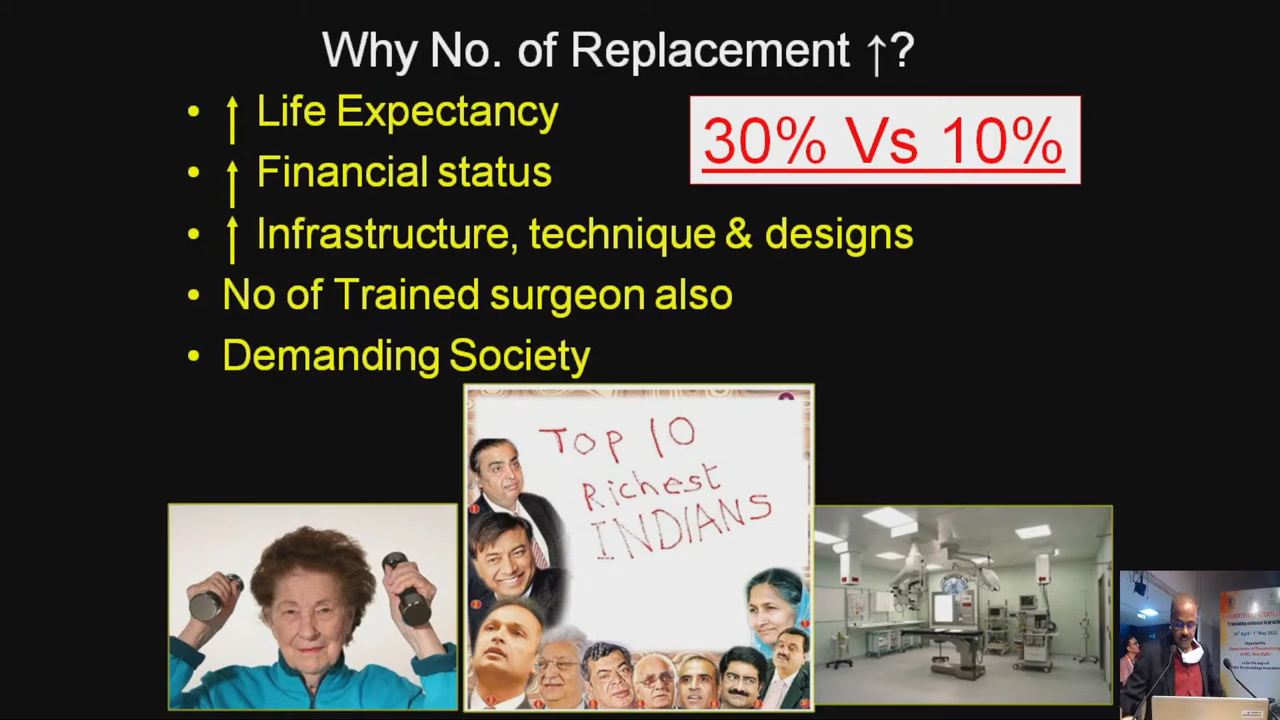 Why No. of Replacement ↑?
• ↑ Life Expectancy
30% Vs 10%
• ↑ Financial status
• ↑ Infrastructure, technique & designs
• No of Trained surgeon also
• Demanding Society
TOP 10
Richest
INDIANS